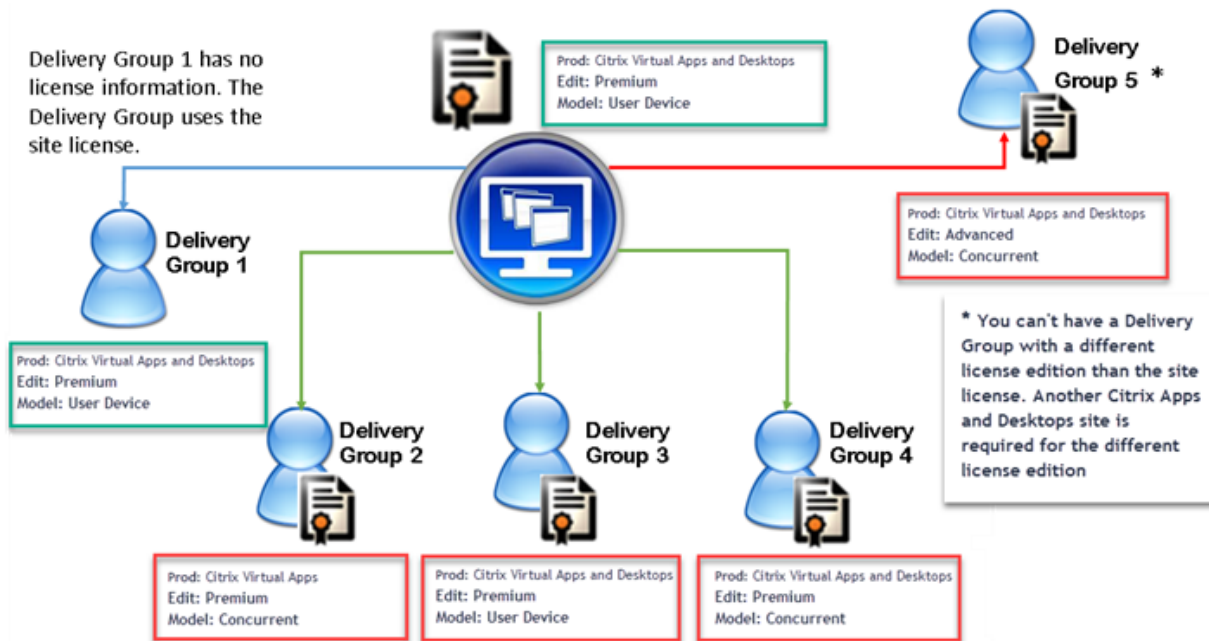 Delivery Group 1 has no
license information. The
Delivery Group uses the
site license.
Prod: Citrix Virtual Apps and Desktops
Edit: Premium
Model: User Device
Delivery
Group 5 *
Delivery
Group 1
Prod: Citrix Virtual Apps and Desktops
Edit: Advanced
Model: Concurrent
Prod: Citrix Virtual Apps and Desktops
Edit: Premium
Model: User Device
* You can't have a Delivery
Group with a different
license edition than the site
license. Another Citrix Apps
and Desktops site is
required for the different
license edition
Delivery
Group 2
Delivery
Group 3
Delivery
Group 4
Prod: Citrix Virtual Apps
Edit: Premium
Model: Concurrent
Prod: Citrix Virtual Apps and Desktops
Edit: Premium
Model: User Device
Prod: Citrix Virtual Apps and Desktops
Edit: Premium
Model: Concurrent